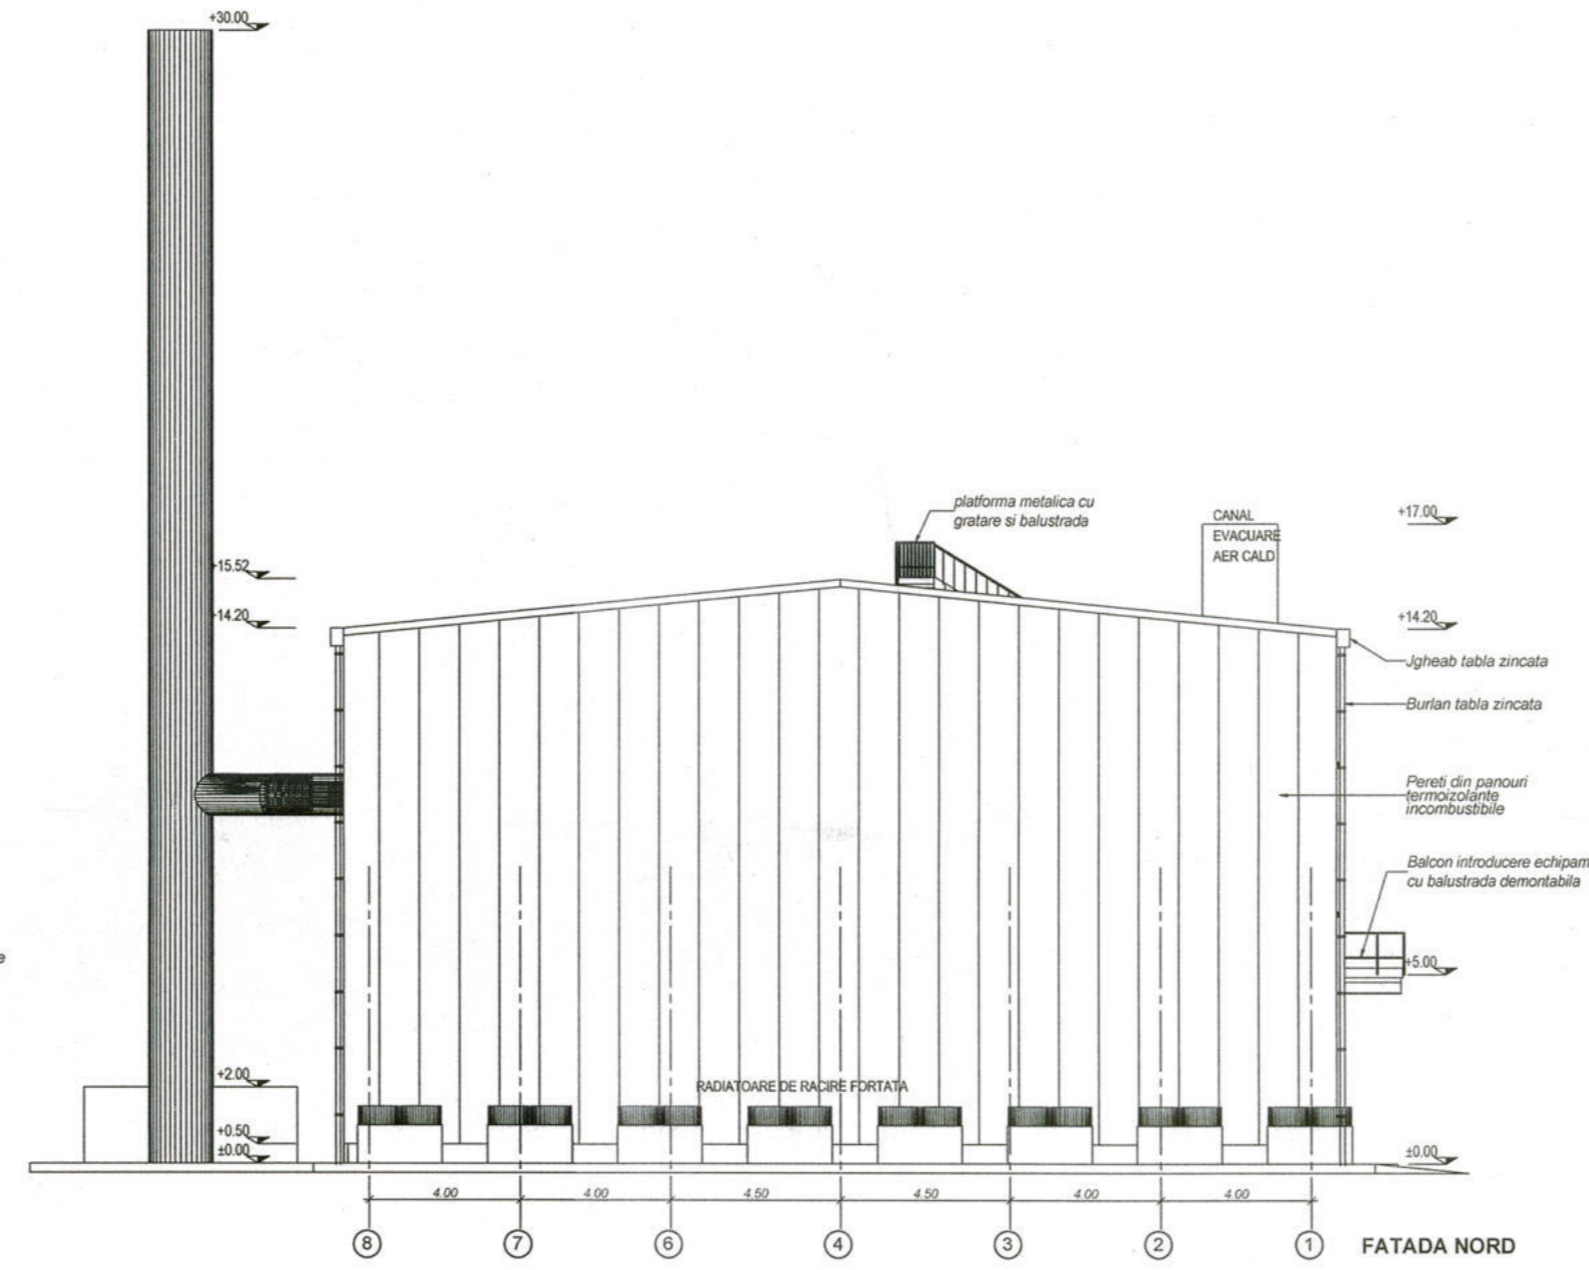 +30.00
platforma metalica cu
gratare si balustrada
CANAL
EVACUARE
AER CALD
+17.00
+15.52
+14.20
+14.20
Jgheab tabla zincata
Burlan tabla zincata
Pereti din panouri
termoizolante
incombustibile
Balcon introducere echipam
cu balustrada demontabila
e
+5.00
+2.00
RADIATOARE DE RACIRE FORTATA
+0.50
±0.00
±0.00
4.00
4.00
4.50
4.50
4.00
4.00
8
7
6
4
3
2
1
FATADA NORD